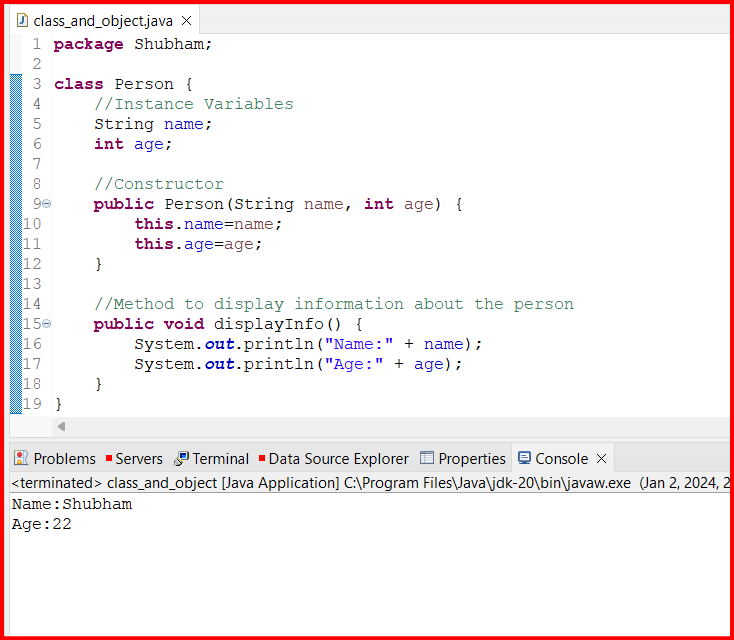 class_and_object.java
1 package Shubham;
2
3 class Person {
4 //Instance Variables
5 String name;
6 int age;
7
8 //Constructor
9 public Person(String name, int age) {
10 this.name=name;
11 this.age=age;
12 }
13
14 //Method to display information about the person
15 public void displayInfo() {
16 System.out.println("Name:" + name);
17 System.out.println("Age:" + age);
18 }
19 }
Problems Servers Terminal Data Source Explorer Properties Console
<terminated> class_and_object [Java Application] C:\Program Files\Java\jdk-20\bin\javaw.exe (Jan 2, 2024, 2
Name:Shubham
Age:22